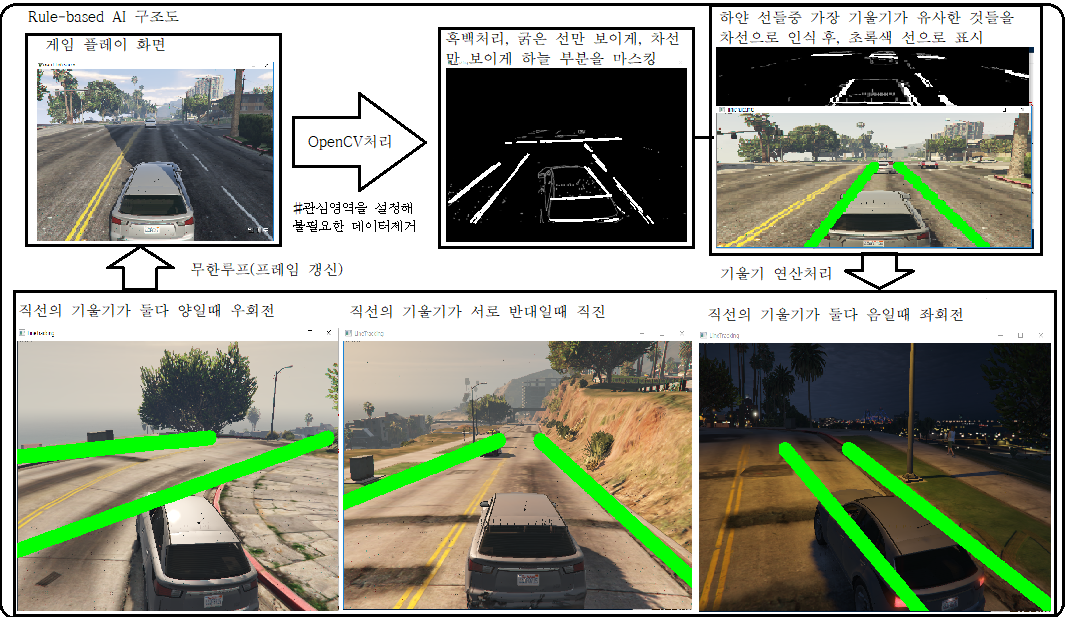 Rule-based AI 구조도
게임 플레이 화면
OpenCV처리
#관심영역을 설정해
불필요한 데이터제거
흑백처리, 굵은 선만 보이게, 차선
만 보이게 하늘 부분을 마스킹
하얀 선들중 가장 기울기가 유사한 것들을
차선으로 인식 후, 초록색 선으로 표시
기울기 연산처리
무한루프(프레임 갱신)
직선의 기울기가 둘다 양일때 우회전
LineTracking
직선의 기울기가 서로 반대일때 직진
LineTracking
직선의 기울기가 둘다 음일때 좌회전
LineTracking